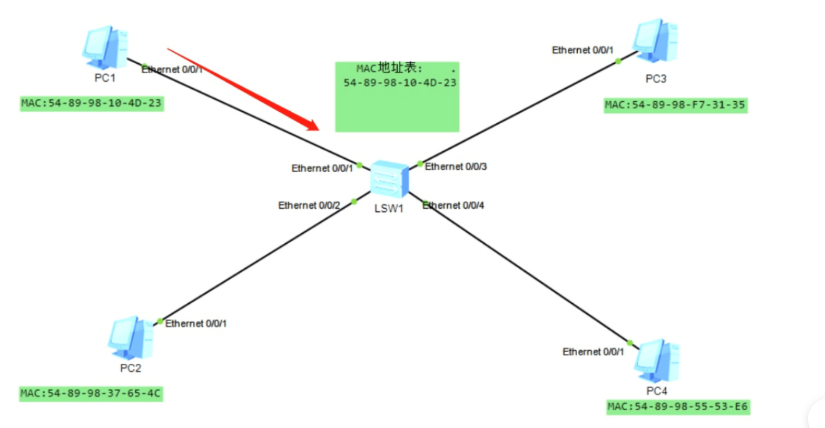 Ethernet 0/0/1
PC1
MAC:54-89-98-10-4D-23
MAC地址表: .
54-89-98-10-4D-23
Ethernet 0/0/1
PC3
MAC:54-89-98-F7-31-35
Ethernet 0/0/1
Ethernet 0/0/3
Ethernet 0/0/2
Ethernet 0/0/4
LSW1
Ethernet 0/0/1
PC2
MAC:54-89-98-37-65-4C
Ethernet 0/0/1
PC4
MAC:54-89-98-55-53-E6